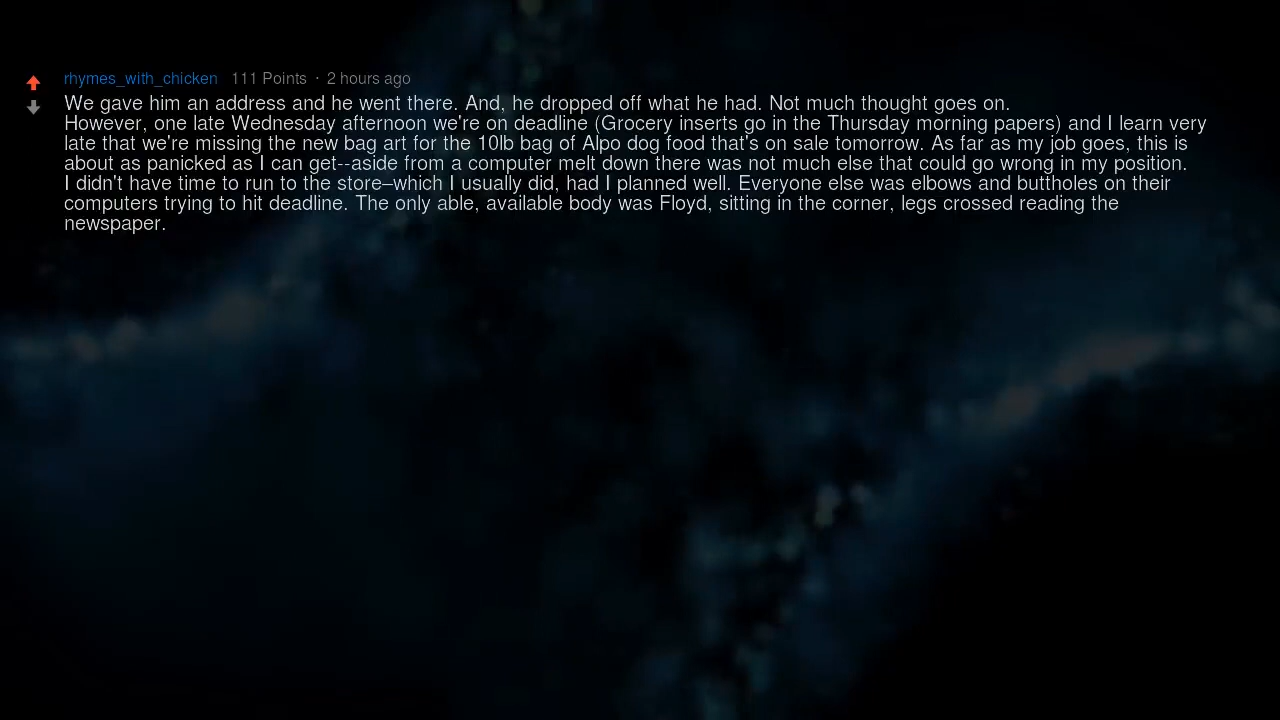 rhymes_with_chicken 111 Points · 2 hours ago
We gave him an address and he went there. And, he dropped off what he had. Not much thought goes on.
However, one late Wednesday afternoon we're on deadline (Grocery inserts go in the Thursday morning papers) and I learn very
late that we're missing the new bag art for the 10lb bag of Alpo dog food that's on sale tomorrow. As far as my job goes, this is
about as panicked as I can get--aside from a computer melt down there was not much else that could go wrong in my position.
I didn't have time to run to the store–which I usually did, had I planned well. Everyone else was elbows and buttholes on their
computers trying to hit deadline. The only able, available body was Floyd, sitting in the corner, legs crossed reading the
newspaper.